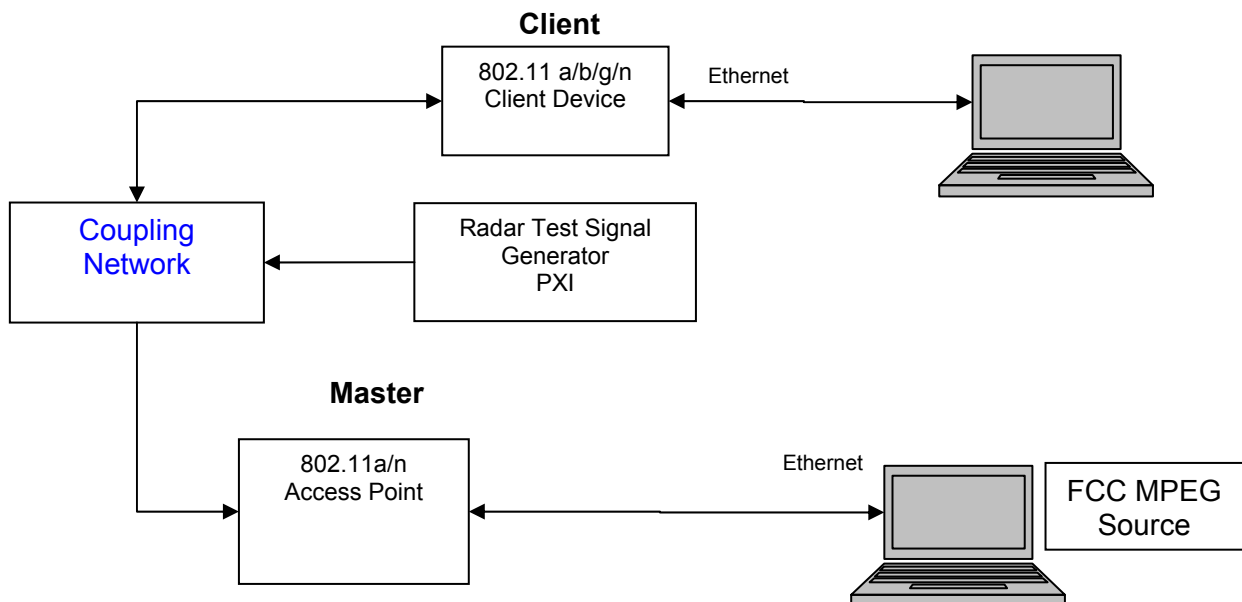 Client
802.11 a/b/g/n
Client Device
Ethernet
Coupling
Network
Radar Test Signal
Generator
PXI
Master
802.11a/n
Access Point
Ethernet
FCC MPEG
Source